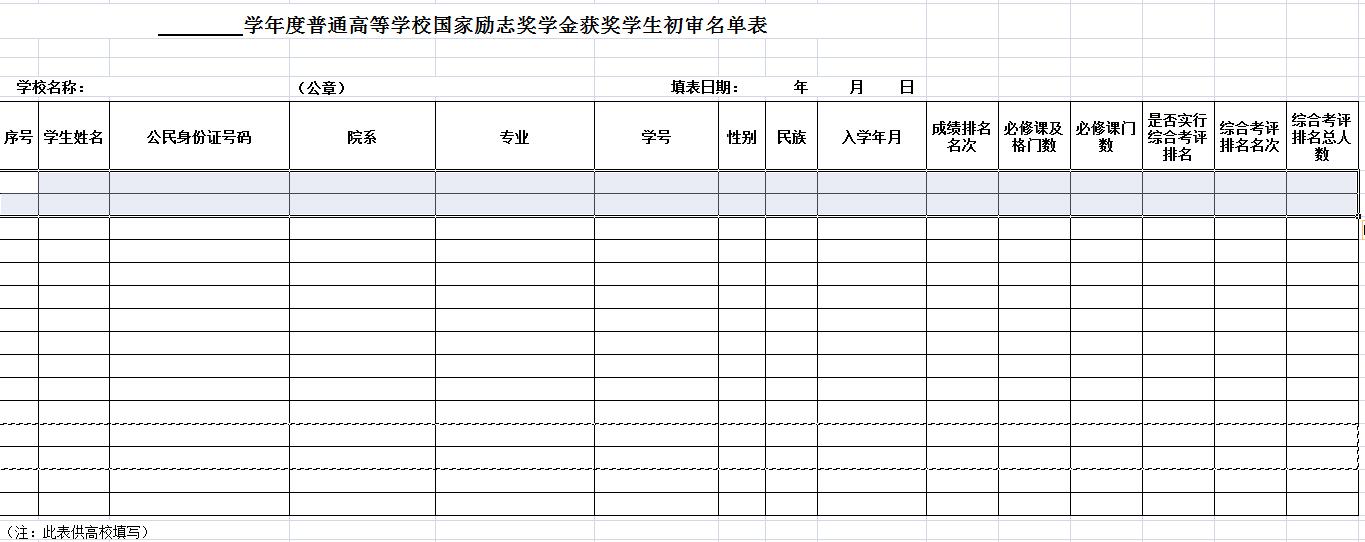 ________学年度普通高等学校国家励志奖学金获奖学生初审名单表
学校名称： （公章） 填表日期： 年 月 日
序号 学生姓名 公民身份证号码 院系 专业 学号 性别 民族 入学年月 成绩排名名次 必修课及格门数 必修课门数 是否实行综合考评排名 综合考评排名名次 综合考评排名总人数
（注：此表供高校填写）